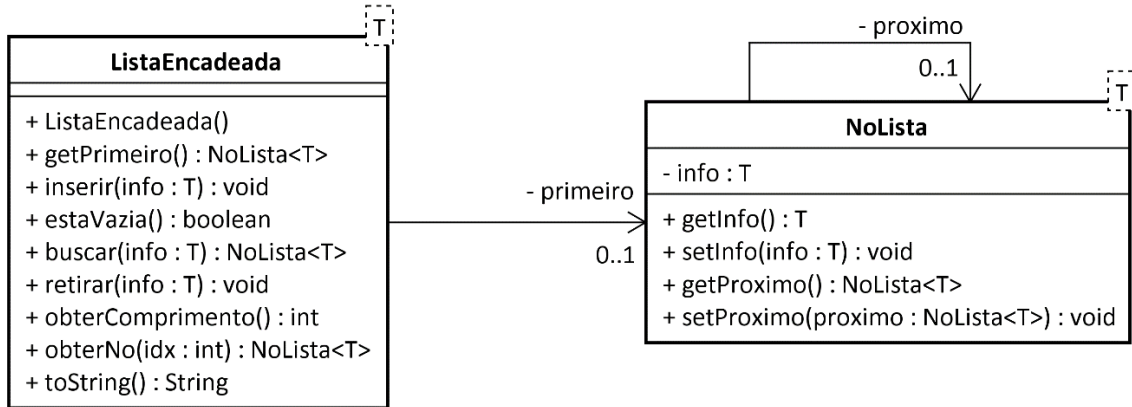 T
ListaEncadeada
+ ListaEncadeada()
+ getPrimeiro() : NoLista<T>
+ inserir(info : T) : void
+ estaVazia() : boolean
+ buscar(info : T) : NoLista<T>
+ retirar(info : T) : void
+ obterComprimento() : int
+ obterNo(idx : int) : NoLista<T>
+ toString() : String
- primeiro
0..1
- proximo
0..1
T
NoLista
- info : T
+ getInfo() : T
+ setInfo(info : T) : void
+ getProximo() : NoLista<T>
+ setProximo(proximo : NoLista<T>) : void